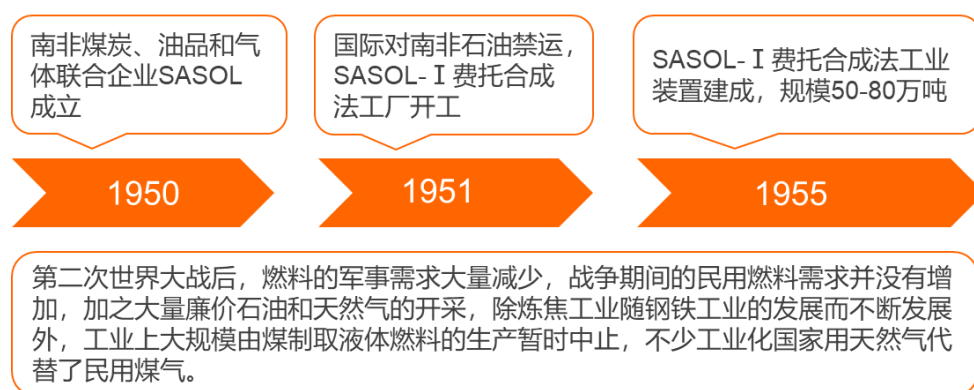 南非煤炭、油品和气
体联合企业SASOL
成立
国际对南非石油禁运，
SASOL-Ⅰ费托合成
法工厂开工
SASOL-Ⅰ费托合成法工业
装置建成，规模50-80万吨
1950
1951
1955
第二次世界大战后，燃料的军事需求大量减少，战争期间的民用燃料需求并没有增
加，加之大量廉价石油和天然气的开采，除炼焦工业随钢铁工业的发展而不断发展
外，工业上大规模由煤制取液体燃料的生产暂时中止，不少工业化国家用天然气代
替了民用煤气。